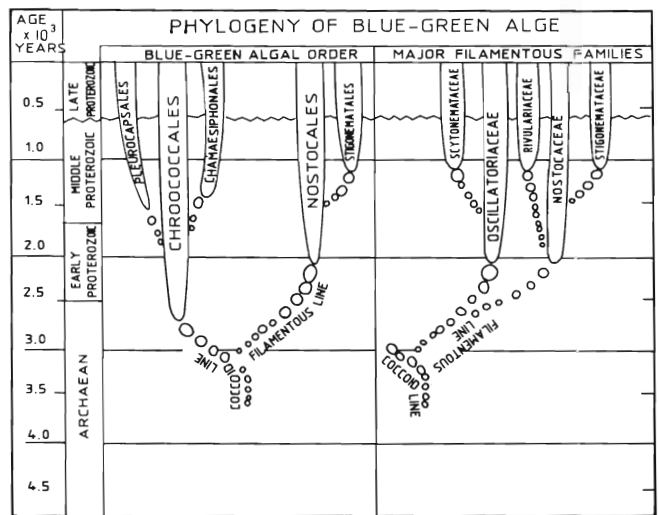 AGE
x 10³
YEARS
PHYLOGENY OF BLUE-GREEN ALGE
BLUE-GREEN ALGAL ORDER
MAJOR FILAMENTOUS FAMILIES
0.5
1.0
1.5
2.0
2.5
3.0
3.5
4.0
4.5
LATE
PROTEROZOIC
MIDDLE
PROTEROZOIC
EARLY
PROTEROZOIC
ARCHAEAN
PLEUROCAPSALES
CHROOCOCCALES
CHAMAESIPHONALES
NOSTOCALES
STIGONEMATALES
COCCOID
LINE
FILAMENTOUS LINE
SCYTONEMATACEAE
OSCILLATORIACEAE
RIVULARIACEAE
NOSTOCACEAE
STIGONEMATACEAE
FILAMENTOUS
LINE
COCCOID
LINE